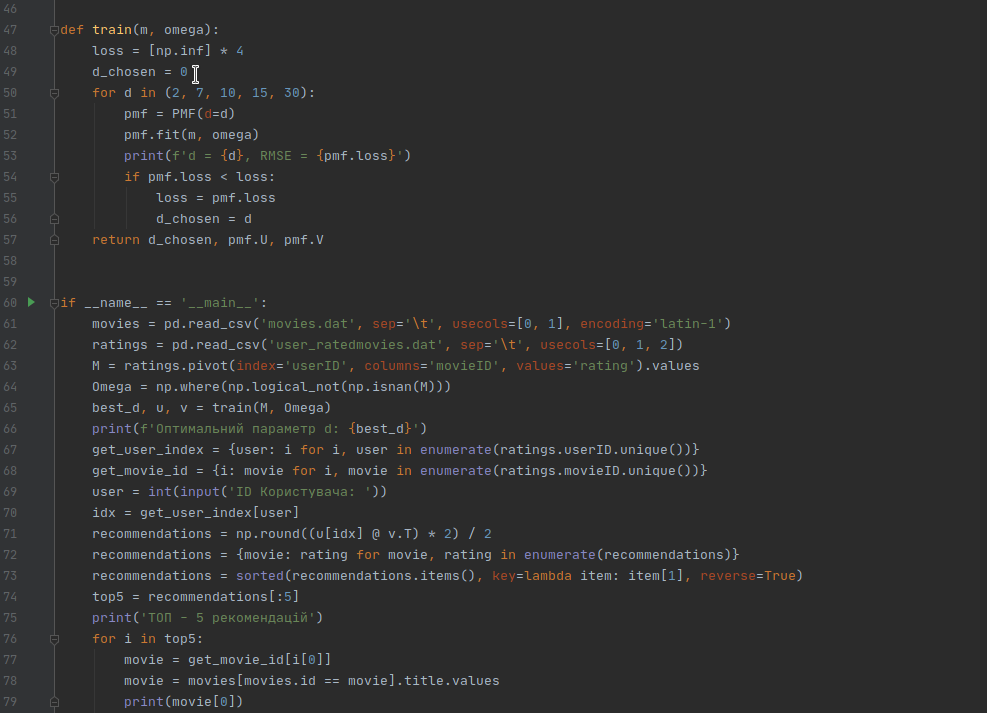 46
47 def train(m, omega):
48     loss = [np.inf] * 4
49     d_chosen = 0
50     for d in (2, 7, 10, 15, 30):
51         pmf = PMF(d=d)
52         pmf.fit(m, omega)
53         print(f'd = {d}, RMSE = {pmf.loss}')
54         if pmf.loss < loss:
55             loss = pmf.loss
56             d_chosen = d
57     return d_chosen, pmf.U, pmf.V
58
59
60 if __name__ == '__main__':
61     movies = pd.read_csv('movies.dat', sep='\t', usecols=[0, 1], encoding='latin-1')
62     ratings = pd.read_csv('user_ratedmovies.dat', sep='\t', usecols=[0, 1, 2])
63     M = ratings.pivot(index='userID', columns='movieID', values='rating').values
64     Omega = np.where(np.logical_not(np.isnan(M)))
65     best_d, u, v = train(M, Omega)
66     print(f'Оптимальний параметр d: {best_d}')
67     get_user_index = {user: i for i, user in enumerate(ratings.userID.unique())}
68     get_movie_id = {i: movie for i, movie in enumerate(ratings.movieID.unique())}
69     user = int(input('ID Користувача: '))
70     idx = get_user_index[user]
71     recommendations = np.round((u[idx] @ v.T) * 2) / 2
72     recommendations = {movie: rating for movie, rating in enumerate(recommendations)}
73     recommendations = sorted(recommendations.items(), key=lambda item: item[1], reverse=True)
74     top5 = recommendations[:5]
75     print('ТОП - 5 рекомендацій')
76     for i in top5:
77         movie = get_movie_id[i[0]]
78         movie = movies[movies.id == movie].title.values
79         print(movie[0])